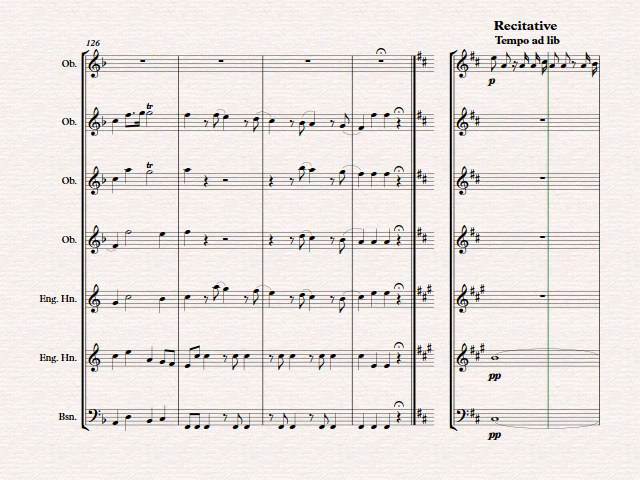 Recitative
Tempo ad lib
126
Ob.
p
tr
Ob.
tr
Ob.
Ob.
Eng. Hn.
Eng. Hn.
pp
Bsn.
pp